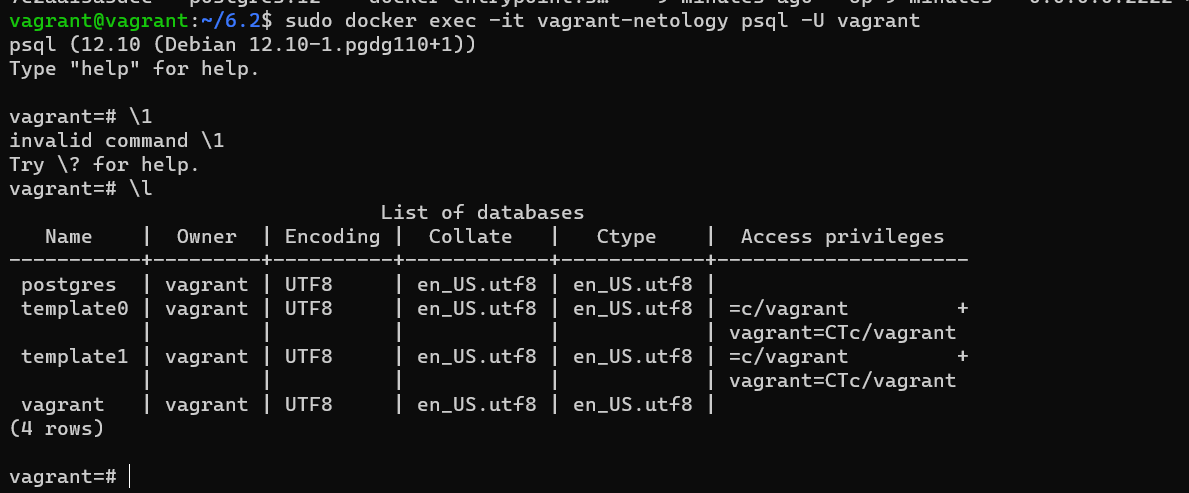 vagrant@vagrant:~/6.2$ sudo docker exec -it vagrant-netology psql -U vagrant
psql (12.10 (Debian 12.10-1.pgdg110+1))
Type "help" for help.

vagrant=# \1
invalid command \1
Try \? for help.
vagrant=# \l
                               List of databases
   Name    |  Owner  | Encoding |  Collate   |   Ctype    |  Access privileges
-----------+---------+----------+------------+------------+---------------------
 postgres  | vagrant | UTF8     | en_US.utf8 | en_US.utf8 |
 template0 | vagrant | UTF8     | en_US.utf8 | en_US.utf8 | =c/vagrant         +
           |         |          |            |            | vagrant=CTc/vagrant
 template1 | vagrant | UTF8     | en_US.utf8 | en_US.utf8 | =c/vagrant         +
           |         |          |            |            | vagrant=CTc/vagrant
 vagrant   | vagrant | UTF8     | en_US.utf8 | en_US.utf8 |
(4 rows)

vagrant=#